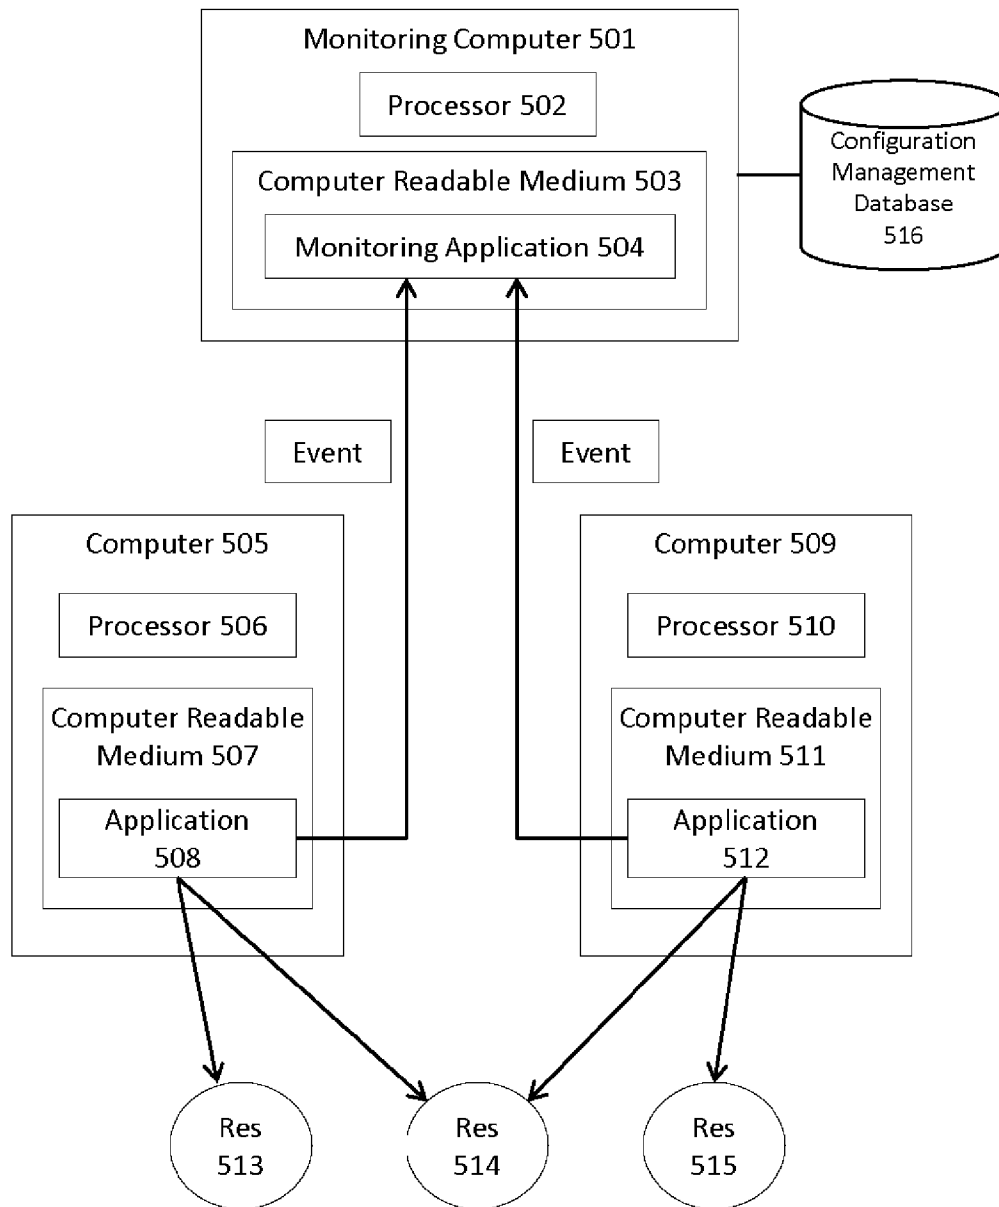 Monitoring Computer 501
Processor 502
Computer Readable Medium 503
Monitoring Application 504
Configuration
Management
Database
516
Event
Event
Computer 505
Processor 506
Computer Readable
Medium 507
Application
508
Computer 509
Processor 510
Computer Readable
Medium 511
Application
512
Res
513
Res
514
Res
515